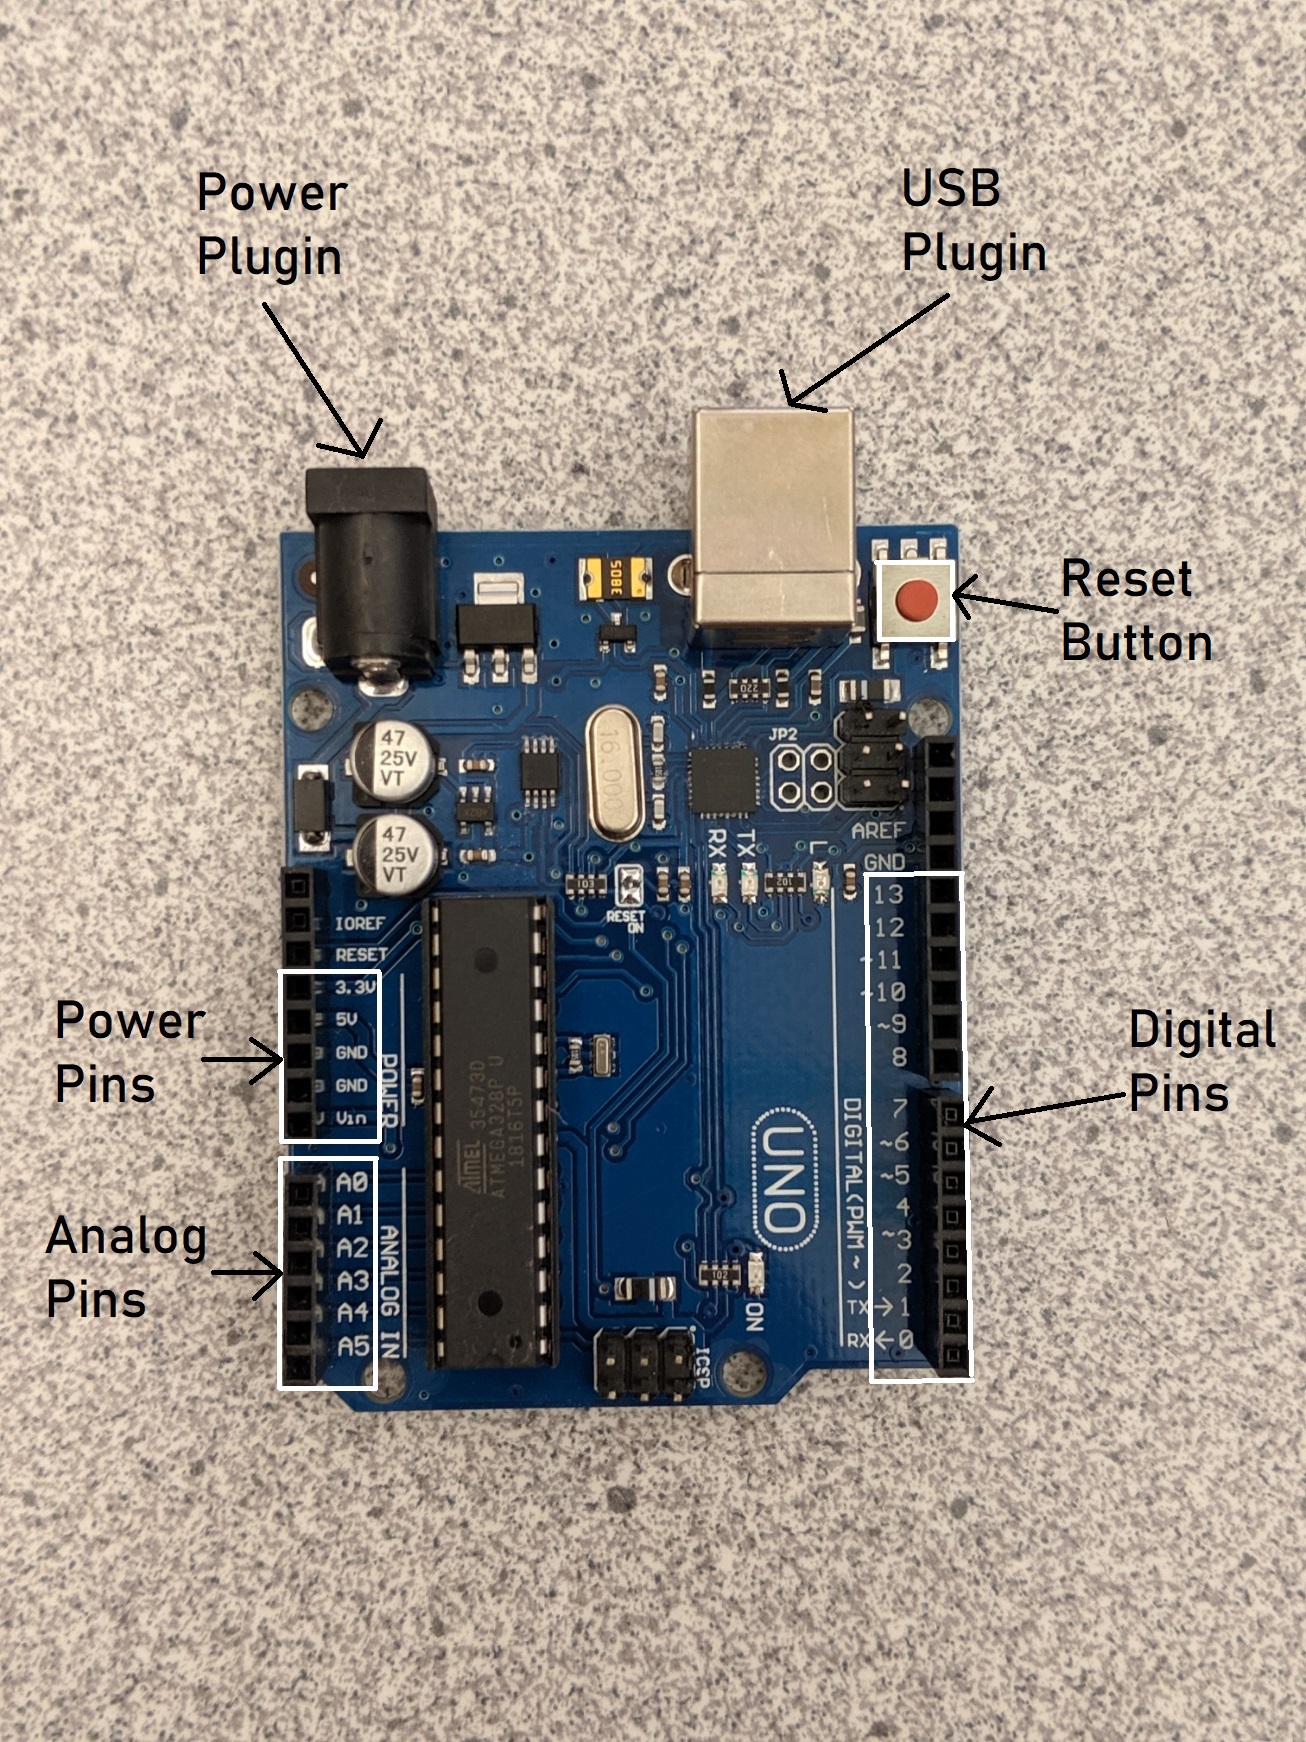 Power
Plugin
USB
Plugin
Reset
Button
47
25V
VT
47
25V
VT
16.000
220
JP2
RX
TX
L
AREF
GND
102
RESET
ON
IOREF
RESET
3.3V
5V
GND
GND
Vin
POWER
Power
Pins
13
12
~11
~10
~9
8
7
~6
~5
4
~3
2
TX→1
RX←0
DIGITAL(PWM ~)
Digital
Pins
ATMEL 35473D
ATMEGA328P U
1816T5P
UNO
A0
A1
A2
A3
A4
A5
ANALOG IN
Analog
Pins
102
ON
ICSP